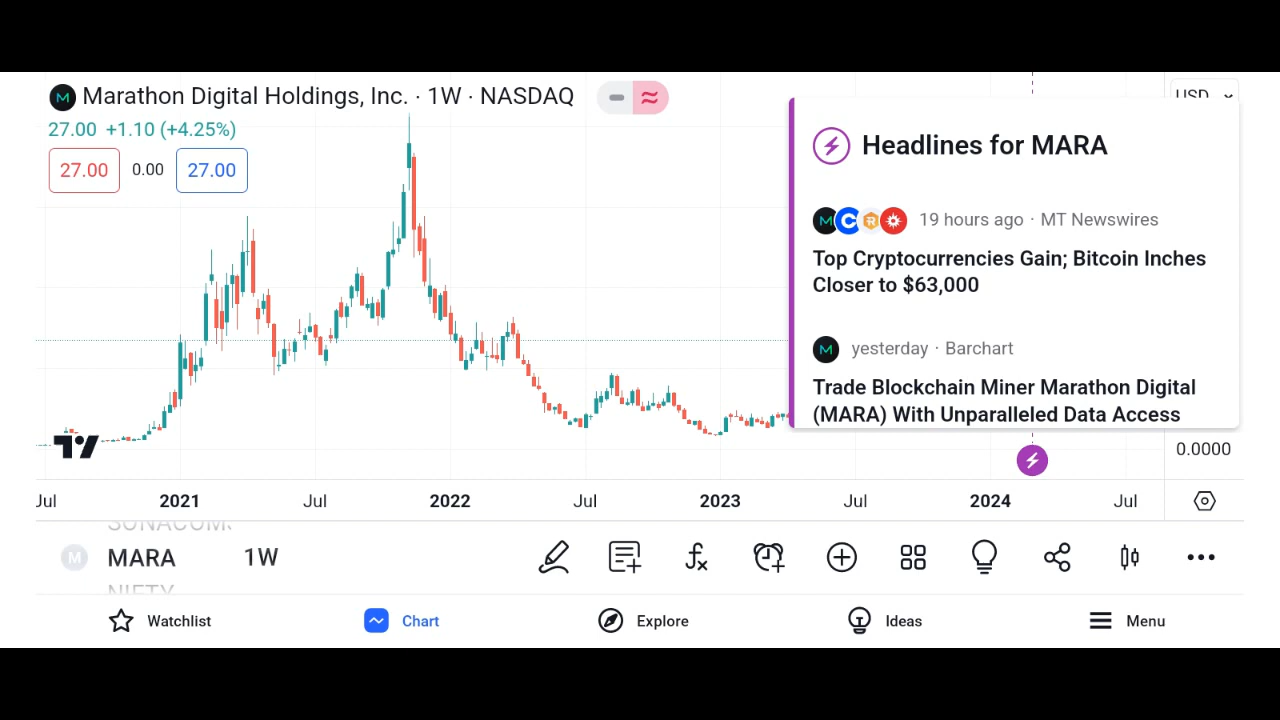 Marathon Digital Holdings, Inc. · 1W · NASDAQ
27.00 +1.10 (+4.25%)
27.00 0.00 27.00
USD
Headlines for MARA
19 hours ago · MT Newswires
Top Cryptocurrencies Gain; Bitcoin Inches
Closer to $63,000
yesterday · Barchart
Trade Blockchain Miner Marathon Digital
(MARA) With Unparalleled Data Access
0.0000
Jul 2021 Jul 2022 Jul 2023 Jul 2024 Jul
M MARA 1W
NIFTY
Watchlist Chart Explore Ideas Menu